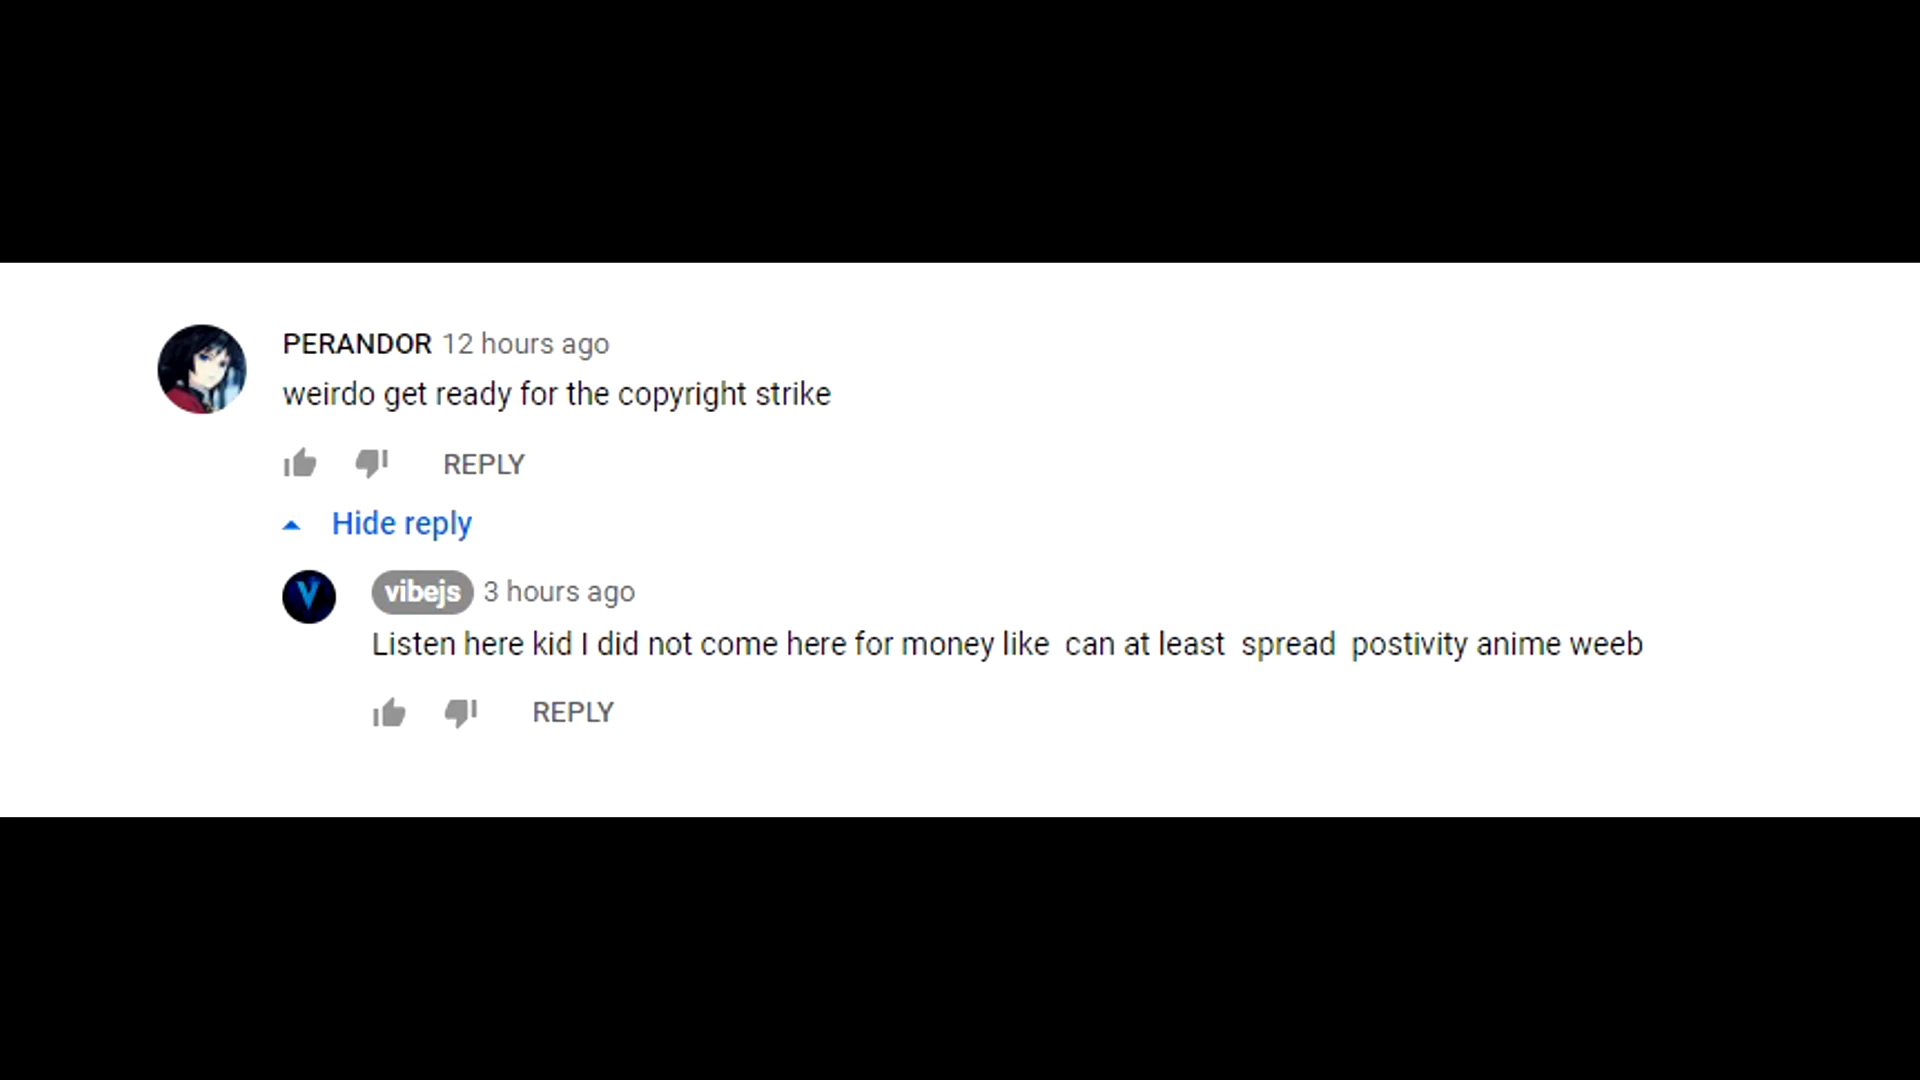 PERANDOR 12 hours ago
weirdo get ready for the copyright strike
REPLY
Hide reply
V
vibejs 3 hours ago
Listen here kid I did not come here for money like  can at least  spread  postivity anime weeb
REPLY